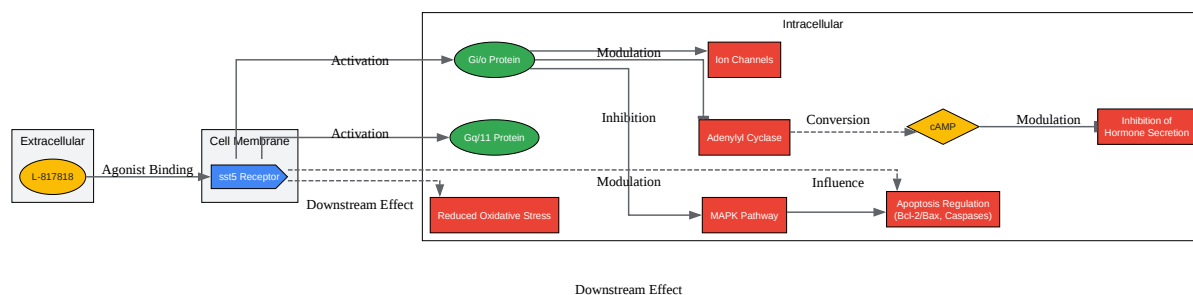 Intracellular
Activation
Gi/o Protein
Modulation
Ion Channels
Extracellular
Cell Membrane
Activation
Gq/11 Protein
Inhibition
Adenylyl Cyclase
Conversion
cAMP
Modulation
Inhibition of
Hormone Secretion
L-817818
Agonist Binding
sst5 Receptor
Modulation
Influence
Downstream Effect
Reduced Oxidative Stress
MAPK Pathway
Apoptosis Regulation
(Bcl-2/Bax, Caspases)
Downstream Effect